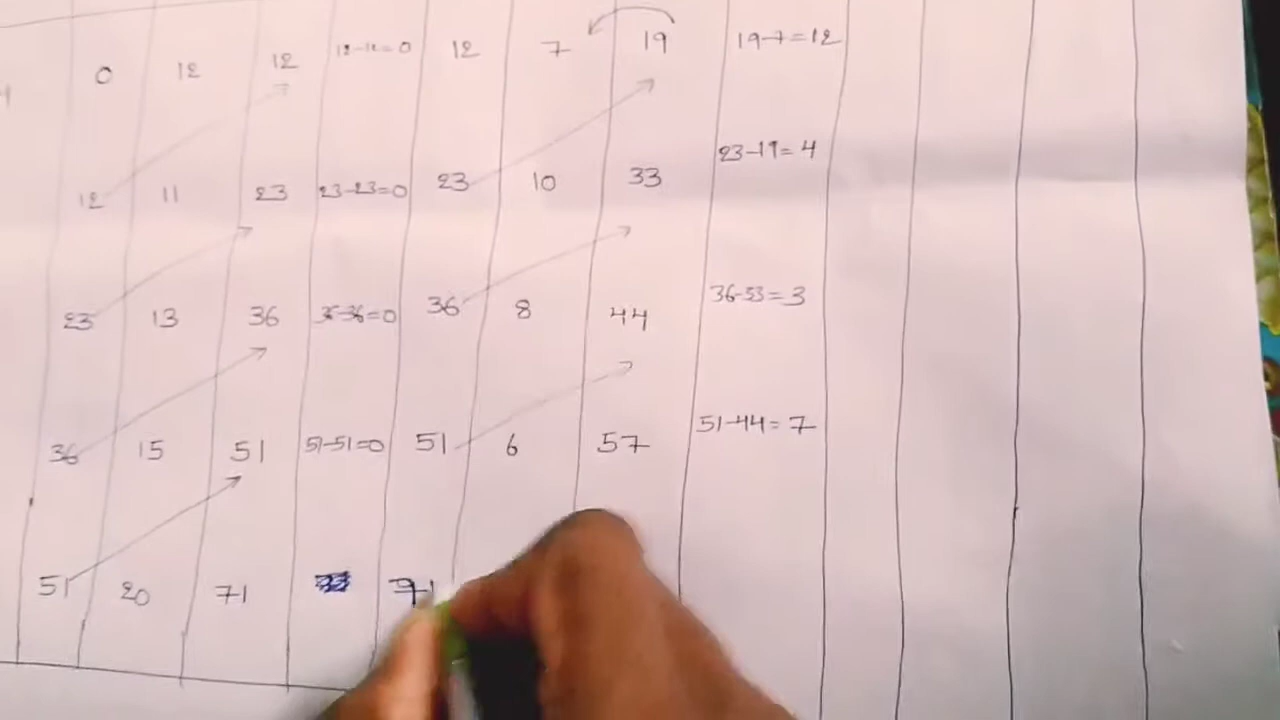 0 12 12 12-12=0 12 7 19 19-7=12
12 11 23 23-23=0 23 10 33 23-19=4
23 13 36 36-36=0 36 8 44 36-33=3
36 15 51 51-51=0 51 6 57 51-44=7
51 20 71 71